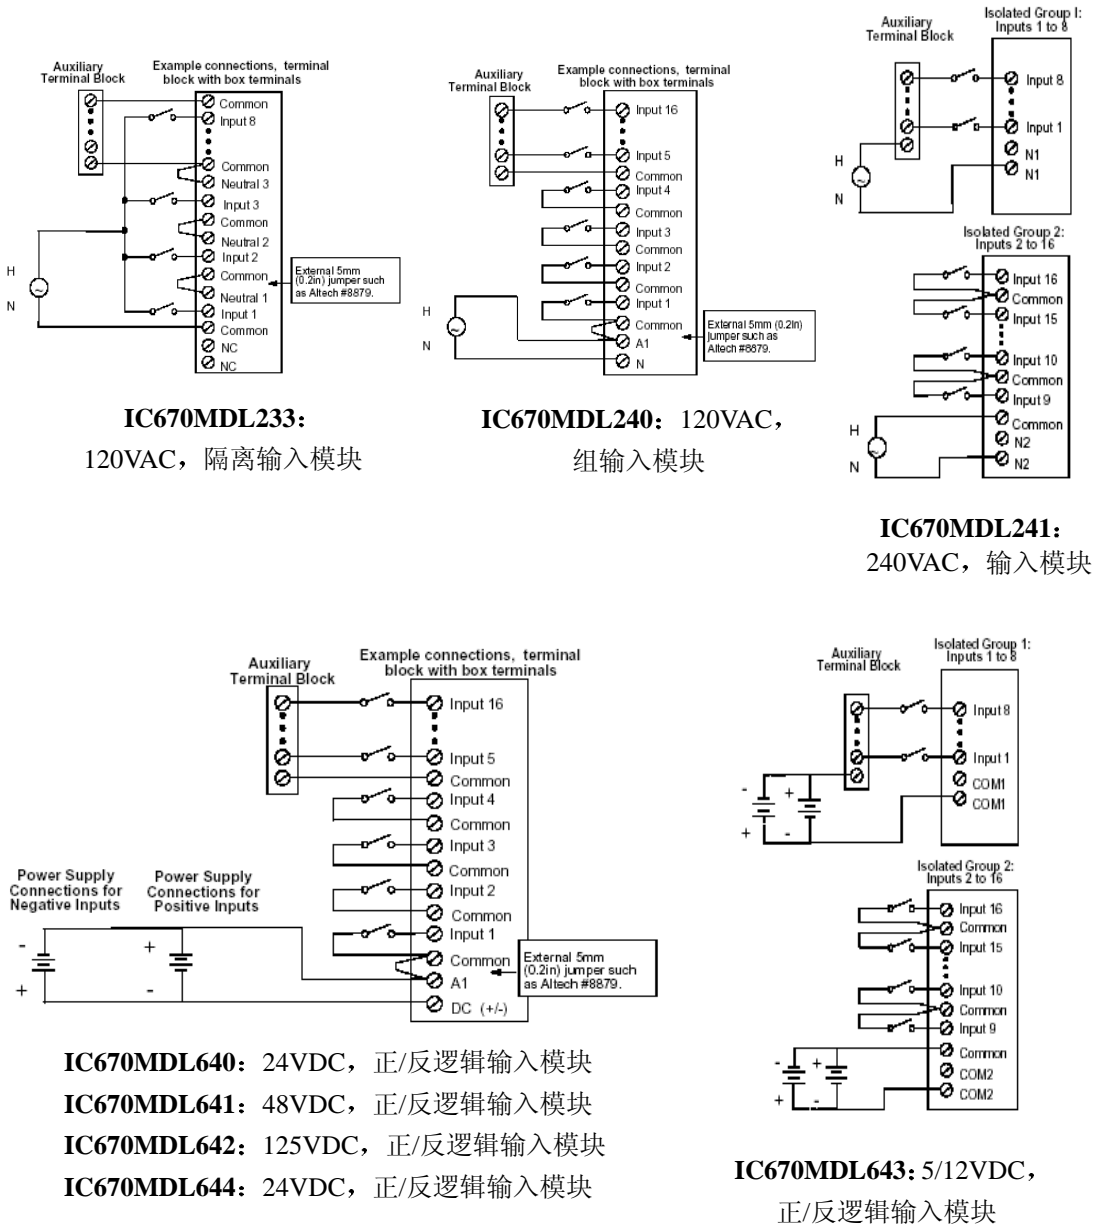 Auxiliary
Terminal Block
Example connections, terminal
block with box terminals
Common
Input 8
Common
Neutral 3
Input 3
Common
Neutral 2
Input 2
Common
Neutral 1
Input 1
Common
NC
NC
H
N
External 5mm
(0.2in) jumper such
as Altech #8879.
IC670MDL233：
120VAC，隔离输入模块
Auxiliary
Terminal Block
Example connections, terminal
block with box terminals
Input 16
Input 5
Common
Input 4
Common
Input 3
Common
Input 2
Common
Input 1
Common
A1
N
H
N
External 5mm (0.2in)
jumper such as
Altech #8879.
IC670MDL240：120VAC，
组输入模块
Auxiliary
Terminal Block
Isolated Group I:
Inputs 1 to 8
Input 8
Input 1
N1
N1
H
N
Isolated Group 2:
Inputs 2 to 16
Input 16
Common
Input 15
Input 10
Common
Input 9
Common
N2
N2
H
N
IC670MDL241：
240VAC，输入模块
Auxiliary
Terminal Block
Example connections, terminal
block with box terminals
Input 16
Input 5
Common
Input 4
Common
Input 3
Common
Input 2
Common
Input 1
Common
A1
DC (+/-)
Power Supply
Connections for
Negative Inputs
Power Supply
Connections for
Positive Inputs
-
+
+
-
External 5mm
(0.2in) jumper such
as Altech #8879.
IC670MDL640：24VDC，正/反逻辑输入模块
IC670MDL641：48VDC，正/反逻辑输入模块
IC670MDL642：125VDC，正/反逻辑输入模块
IC670MDL644：24VDC，正/反逻辑输入模块
Auxiliary
Terminal Block
Isolated Group 1:
Inputs 1 to 8
Input 8
Input 1
COM1
COM1
-
+
+
-
Isolated Group 2:
Inputs 2 to 16
Input 16
Common
Input 15
Input 10
Common
Input 9
Common
COM2
COM2
-
+
+
-
IC670MDL643：5/12VDC，
正/反逻辑输入模块